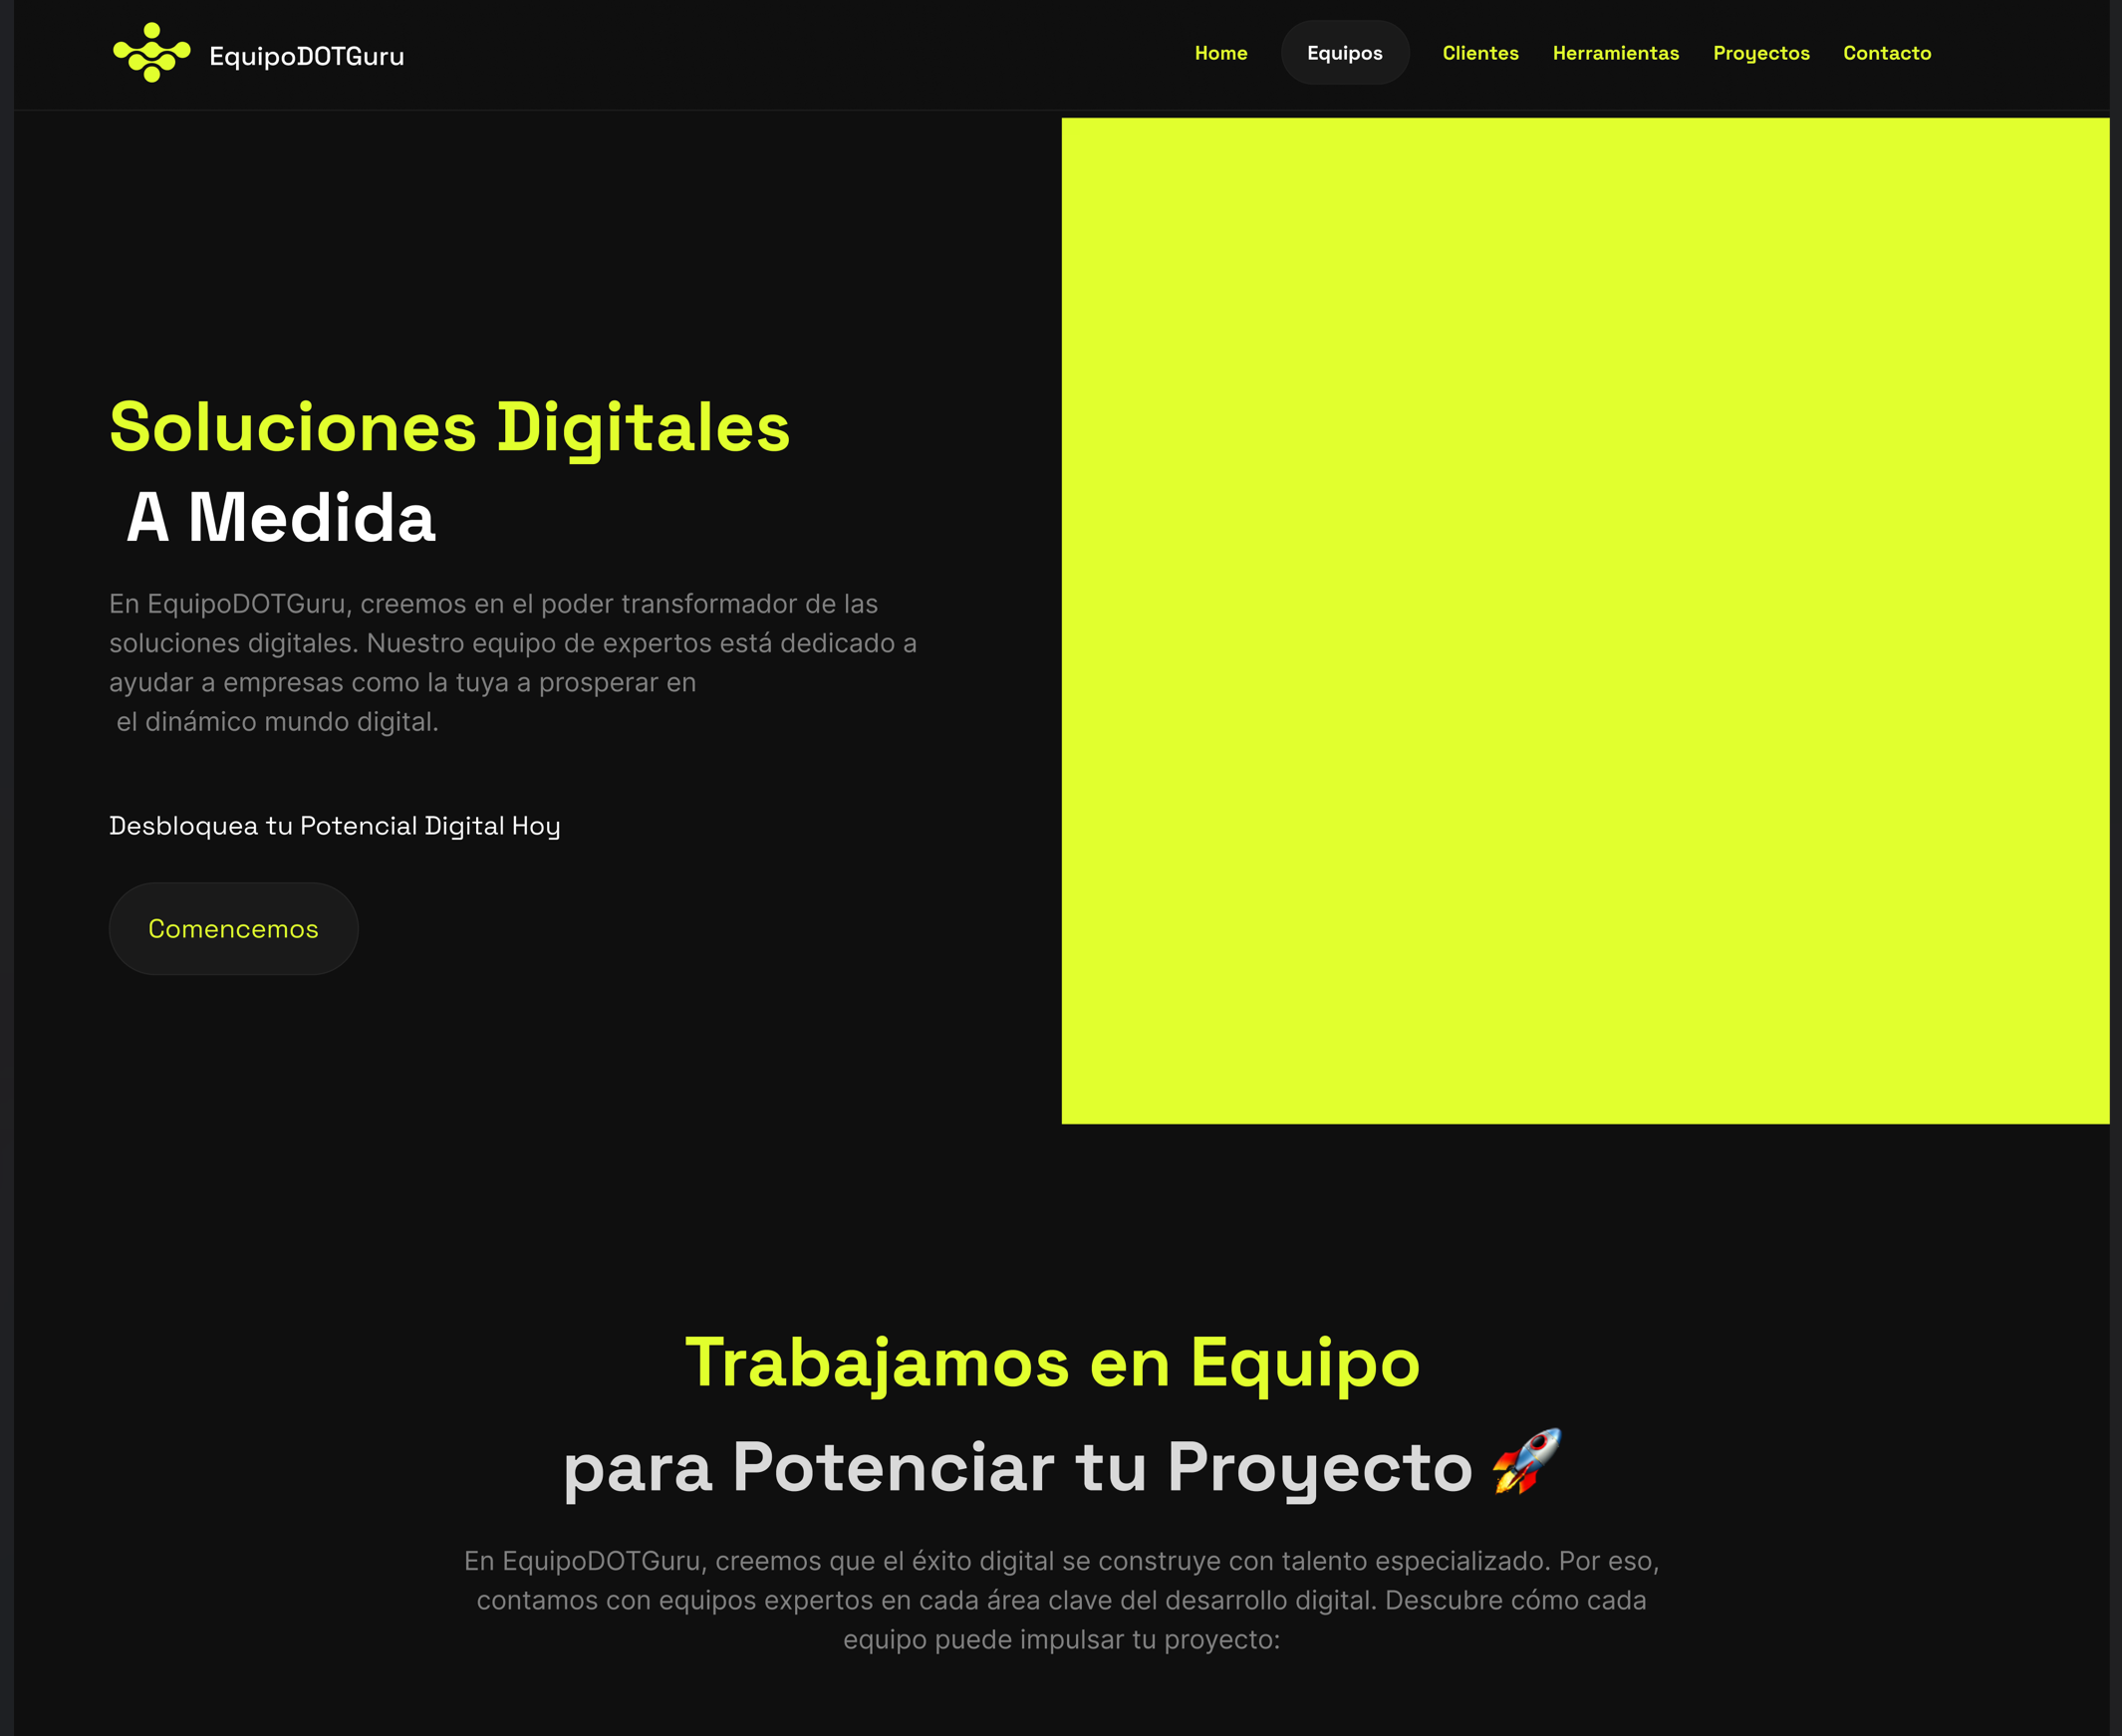 EquipoDOTGuru
Home Equipos Clientes Herramientas Proyectos Contacto
Soluciones Digitales
A Medida
En EquipoDOTGuru, creemos en el poder transformador de las
soluciones digitales. Nuestro equipo de expertos está dedicado a
ayudar a empresas como la tuya a prosperar en
el dinámico mundo digital.
Desbloquea tu Potencial Digital Hoy
Comencemos
Trabajamos en Equipo
para Potenciar tu Proyecto 🚀
En EquipoDOTGuru, creemos que el éxito digital se construye con talento especializado. Por eso,
contamos con equipos expertos en cada área clave del desarrollo digital. Descubre cómo cada
equipo puede impulsar tu proyecto: